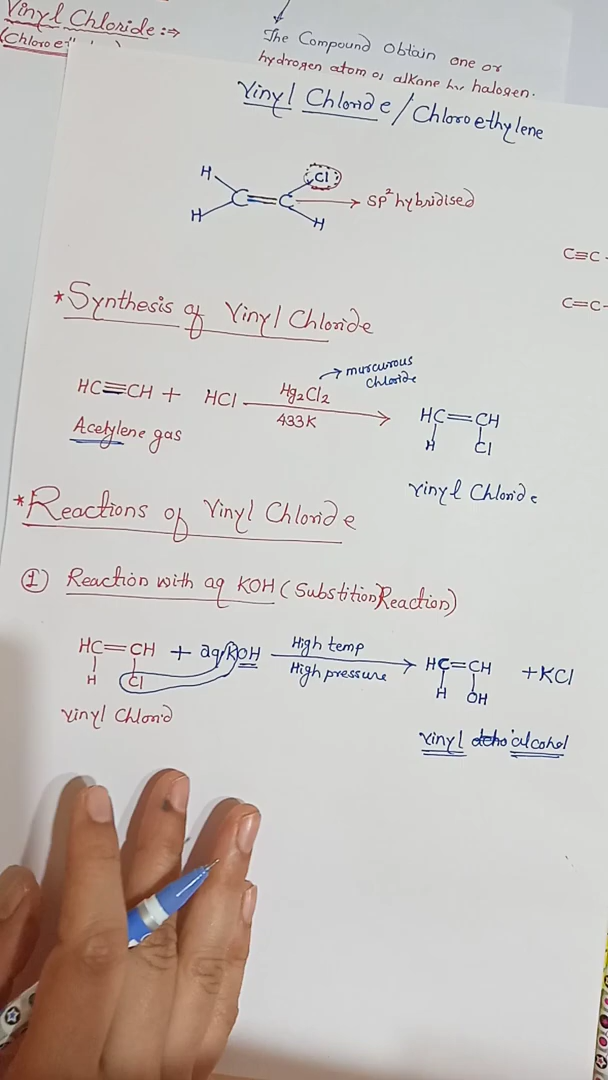 Vinyl Chloride :⇒
(Chloroe
The Compound Obtain one or
hydrogen atom of alkane by halogen.
Vinyl Chloride / Chloroethylene
H Cl
C=C → SP² hybridised
H H
C≡C -
C=C-
*Synthesis of Vinyl Chloride
HC≡CH + HCl Hg₂Cl₂ → murcurous chloride
433K
HC=CH
H Cl
Acetylene gas
vinyl Chloride
*Reactions of Vinyl Chloride
① Reaction with aq KOH (Substition Reaction)
HC=CH + aq KOH High temp → HC=CH + KCl
High pressure
H Cl H OH
vinyl Chlorid
vinyl alcohol